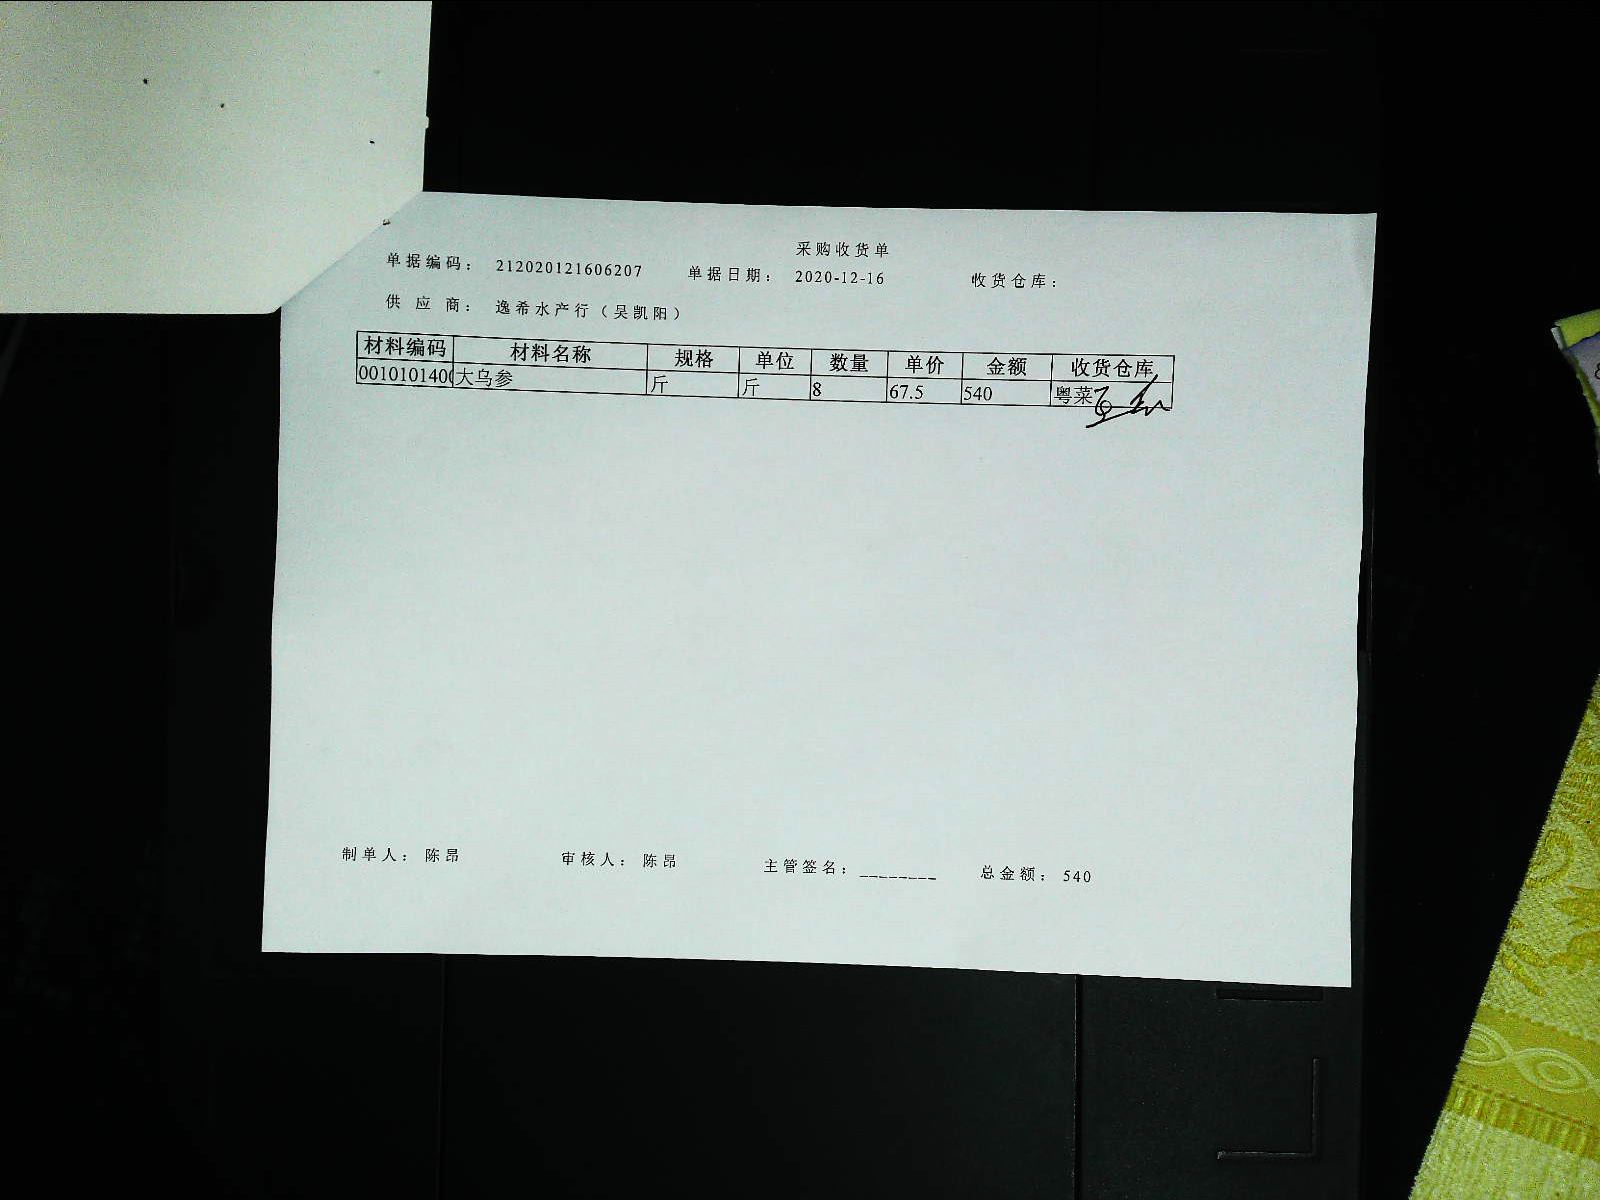 采购收货单
单据编码： 212020121606207 单据日期： 2020-12-16 收货仓库：
供 应 商： 逸希水产行（吴凯阳）
材料编码 材料名称 规格 单位 数量 单价 金额 收货仓库
0010101400 大乌参 斤 斤 8 67.5 540 粤菜
制单人： 陈昂 审核人： 陈昂 主管签名：________ 总金额： 540